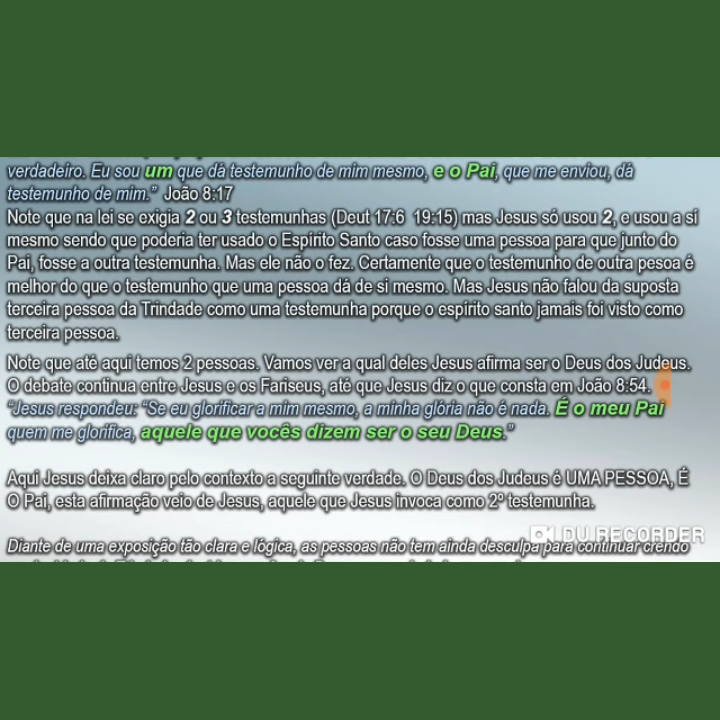 verdadeiro. Eu sou um que dá testemunho de mim mesmo, e o Pai, que me enviou, dá
testemunho de mim.” João 8:17
Note que na lei se exigia 2 ou 3 testemunhas (Deut 17:6 19:15) mas Jesus só usou 2, e usou a sí
mesmo sendo que poderia ter usado o Espírito Santo caso fosse uma pessoa para que junto do
Paí, fosse a outra testemunha. Mas ele não o fez. Certamente que o testemunho de outra pesoa é
melhor do que o testemunho que uma pessoa dá de si mesmo. Mas Jesus não falou da suposta
terceira pessoa da Trindade como uma testemunha porque o espírito santo jamais foi visto como
terceira pessoa.
Note que até aqui temos 2 pessoas. Vamos ver a qual deles Jesus afirma ser o Deus dos Judeus.
O debate continua entre Jesus e os Fariseus, até que Jesus diz o que consta em João 8:54.
“Jesus respondeu: “Se eu glorificar a mim mesmo, a minha glória não é nada. É o meu Pai
quem me glorifica, aquele que vocês dizem ser o seu Deus.”
Aqui Jesus deixa claro pelo contexto a seguinte verdade. O Deus dos Judeus é UMA PESSOA, É
O Pai, esta afirmação veio de Jesus, aquele que Jesus invoca como 2º testemunha.
DU RECORDER
Diante de uma exposição tão clara e lógica, as pessoas não tem ainda desculpa para continuar crendo